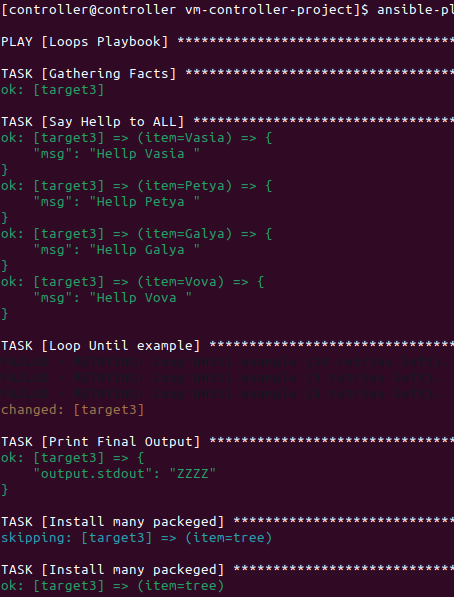 [controller@controller vm-controller-project]$ ansible-pl
PLAY [Loops Playbook] ***********************************
TASK [Gathering Facts] **********************************
ok: [target3]
TASK [Say Hellp to ALL] *********************************
ok: [target3] => (item=Vasia) => {
    "msg": "Hellp Vasia "
}
ok: [target3] => (item=Petya) => {
    "msg": "Hellp Petya "
}
ok: [target3] => (item=Galya) => {
    "msg": "Hellp Galya "
}
ok: [target3] => (item=Vova) => {
    "msg": "Hellp Vova "
}
TASK [Loop Until example] *******************************
changed: [target3]
TASK [Print Final Output] *******************************
ok: [target3] => {
    "output.stdout": "ZZZZ"
}
TASK [Install many packeged] ****************************
skipping: [target3] => (item=tree)
TASK [Install many packeged] ****************************
ok: [target3] => (item=tree)